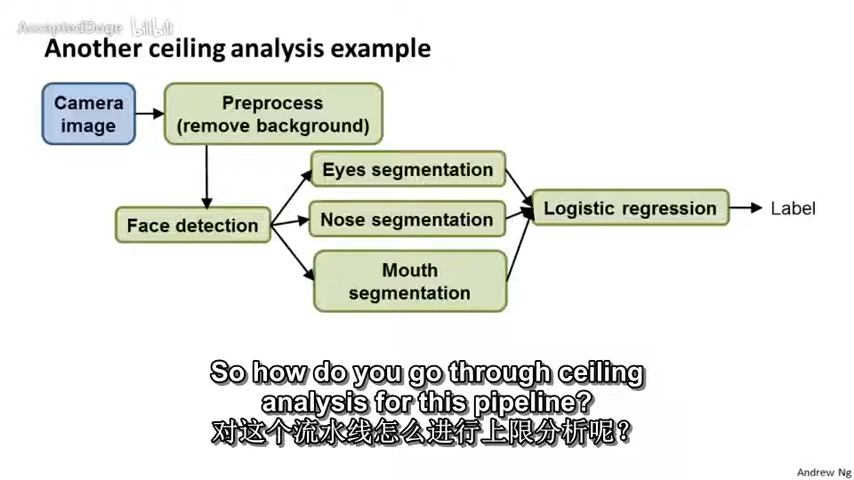 AcceptedDoge bilibili
Another ceiling analysis example
Camera
image
Preprocess
(remove background)
Eyes segmentation
Face detection
Nose segmentation
Logistic regression
Label
Mouth
segmentation
So how do you go through ceiling
analysis for this pipeline?
对这个流水线怎么进行上限分析呢?
Andrew Ng